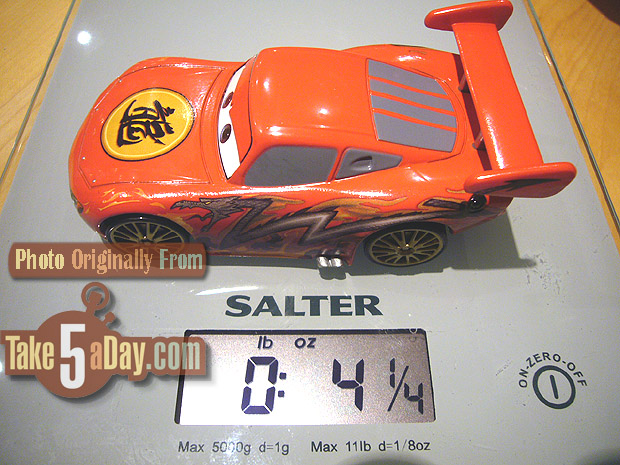 Photo Originally From
Take5aDay.com
SALTER
lb oz
0: 4 1/4
ON-ZERO-OFF
Max 5000g d=1g Max 11lb d=1/8oz